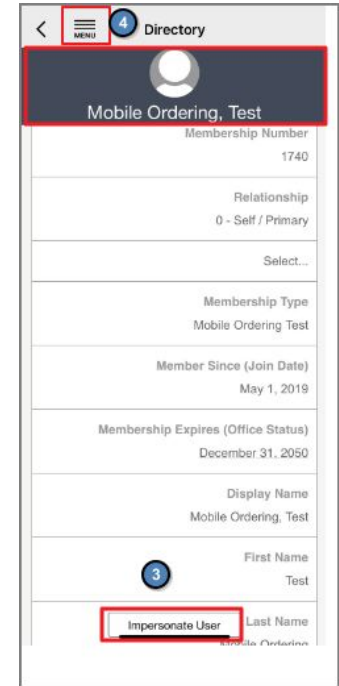 MENU
4
Directory
Mobile Ordering, Test
Membership Number
1740
Relationship
0 - Self / Primary
Select...
Membership Type
Mobile Ordering Test
Member Since (Join Date)
May 1, 2019
Membership Expires (Office Status)
December 31, 2050
Display Name
Mobile Ordering, Test
First Name
3
Test
Impersonate User
Last Name
Mobile Ordering